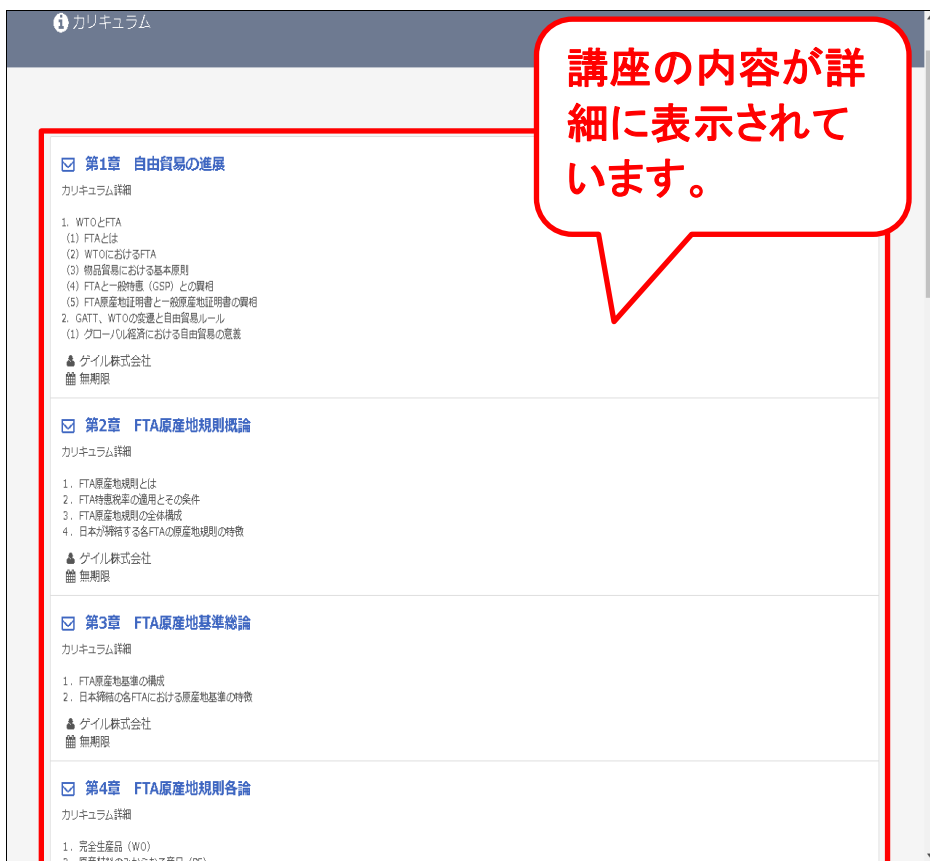 カリキュラム
講座の内容が詳
細に表示されて
います。
第1章　自由貿易の進展
カリキュラム詳細
1. WTOとFTA
(1) FTAとは
(2) WTOにおけるFTA
(3) 物品貿易における基本原則
(4) FTAと一般特恵（GSP）との異相
(5) FTA原産地証明書と一般原産地証明書の異相
2. GATT、WTOの変遷と自由貿易ルール
(1) グローバル経済における自由貿易の意義
ゲイル株式会社
無期限
第2章　FTA原産地規則概論
カリキュラム詳細
1. FTA原産地規則とは
2. FTA特恵税率の適用とその条件
3. FTA原産地規則の全体構成
4. 日本が締結する各FTAの原産地規則の特徴
ゲイル株式会社
無期限
第3章　FTA原産地基準総論
カリキュラム詳細
1. FTA原産地基準の構成
2. 日本締結の各FTAにおける原産地基準の特徴
ゲイル株式会社
無期限
第4章　FTA原産地規則各論
カリキュラム詳細
1. 完全生産品（WO）